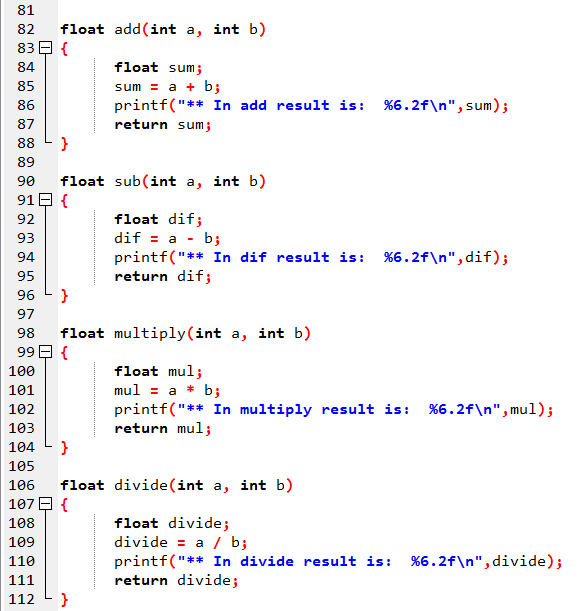 81
82 float add(int a, int b)
83 {
84 float sum;
85 sum = a + b;
86 printf("** In add result is:  %6.2f\n",sum);
87 return sum;
88 }
89
90 float sub(int a, int b)
91 {
92 float dif;
93 dif = a - b;
94 printf("** In dif result is:  %6.2f\n",dif);
95 return dif;
96 }
97
98 float multiply(int a, int b)
99 {
100 float mul;
101 mul = a * b;
102 printf("** In multiply result is:  %6.2f\n",mul);
103 return mul;
104 }
105
106 float divide(int a, int b)
107 {
108 float divide;
109 divide = a / b;
110 printf("** In divide result is:  %6.2f\n",divide);
111 return divide;
112 }